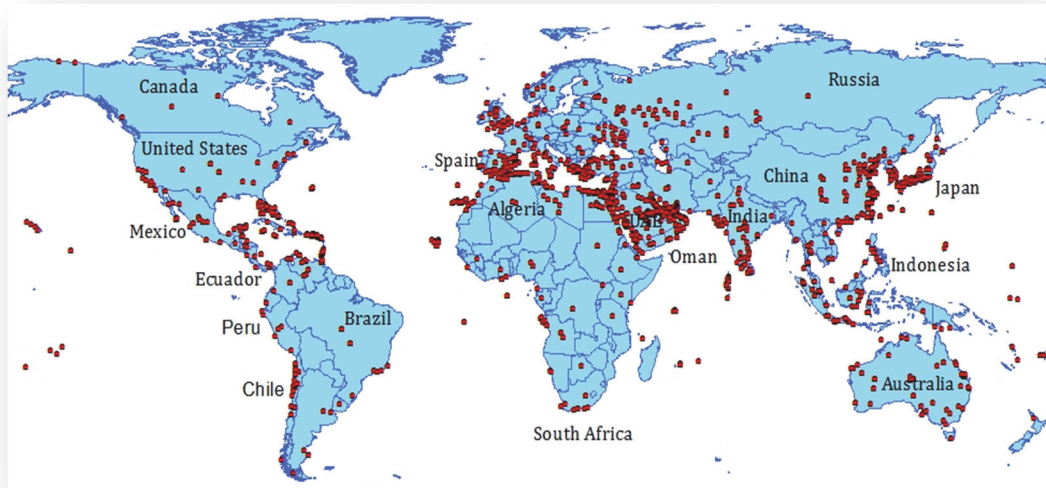 Canada
Russia
United States
Spain
China
Japan
Algeria
UAE
India
Mexico
Oman
Indonesia
Ecuador
Peru
Brazil
Chile
Australia
South Africa